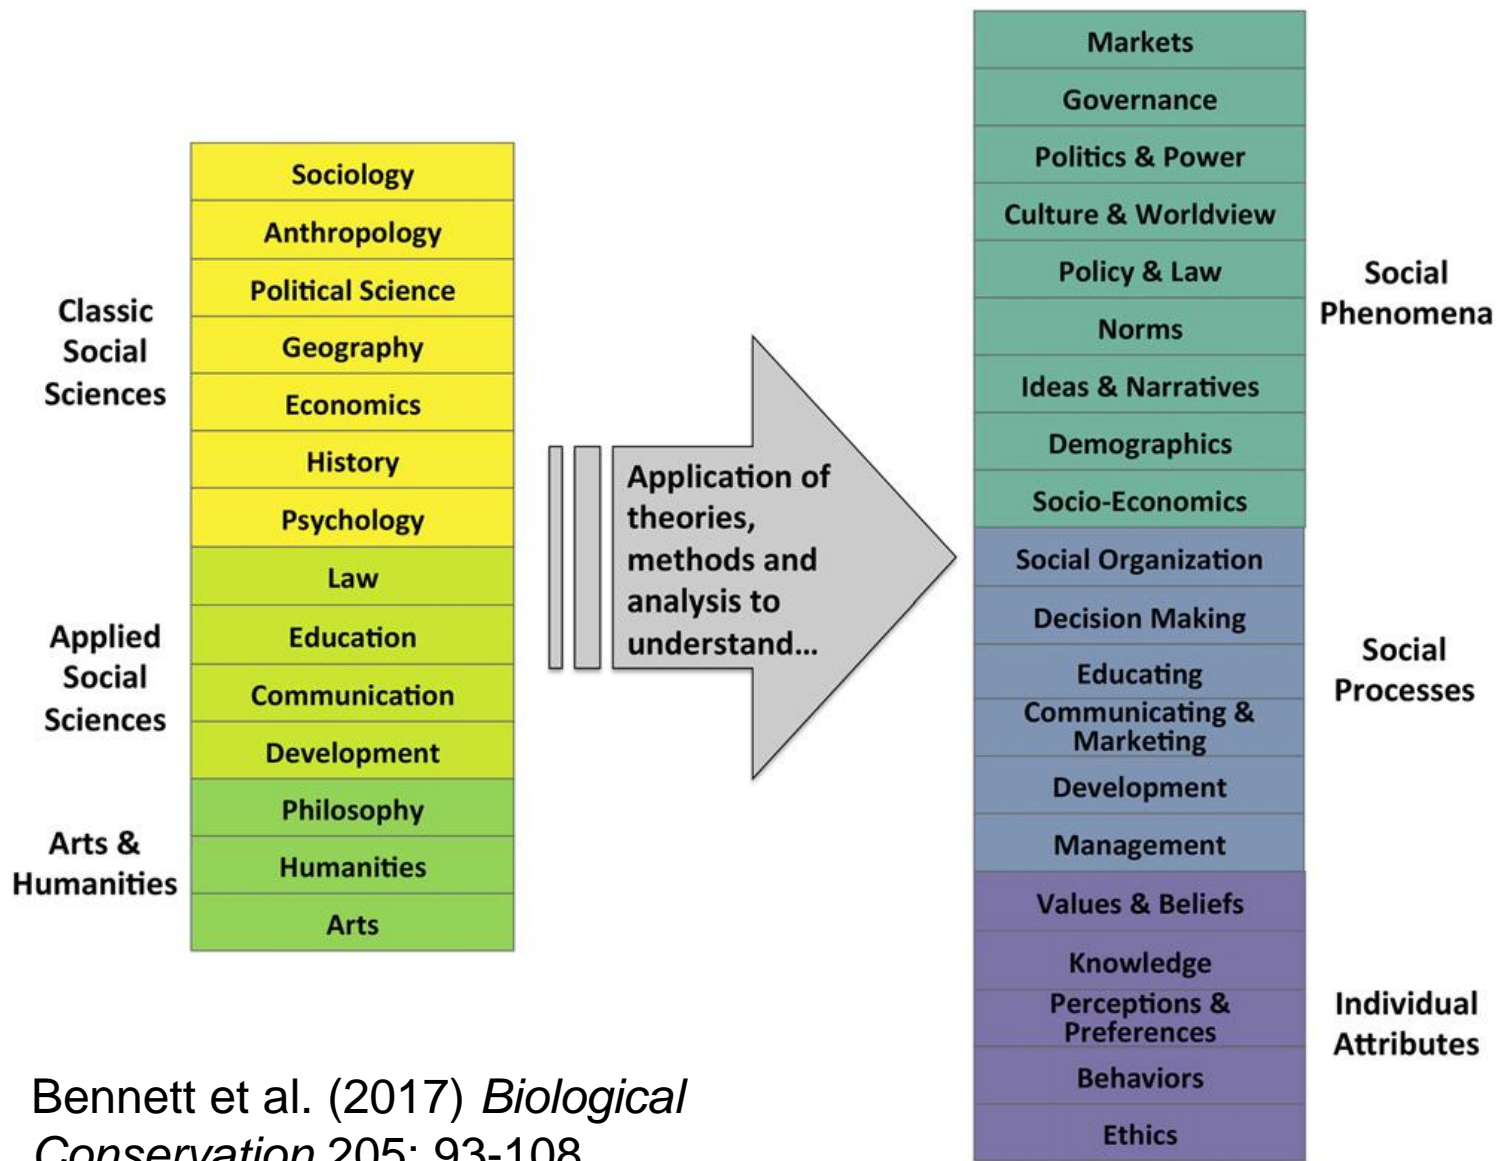 Classic
Social
Sciences
Applied
Social
Sciences
Arts &
Humanities
Sociology
Anthropology
Political Science
Geography
Economics
History
Psychology
Law
Education
Communication
Development
Philosophy
Humanities
Arts
Application of
theories,
methods and
analysis to
understand...
Markets
Governance
Politics & Power
Culture & Worldview
Policy & Law
Norms
Ideas & Narratives
Demographics
Socio-Economics
Social Organization
Decision Making
Educating
Communicating &
Marketing
Development
Management
Values & Beliefs
Knowledge
Perceptions &
Preferences
Behaviors
Ethics
Social
Phenomena
Social
Processes
Individual
Attributes
Bennett et al. (2017) Biological
Conservation 205: 93-108